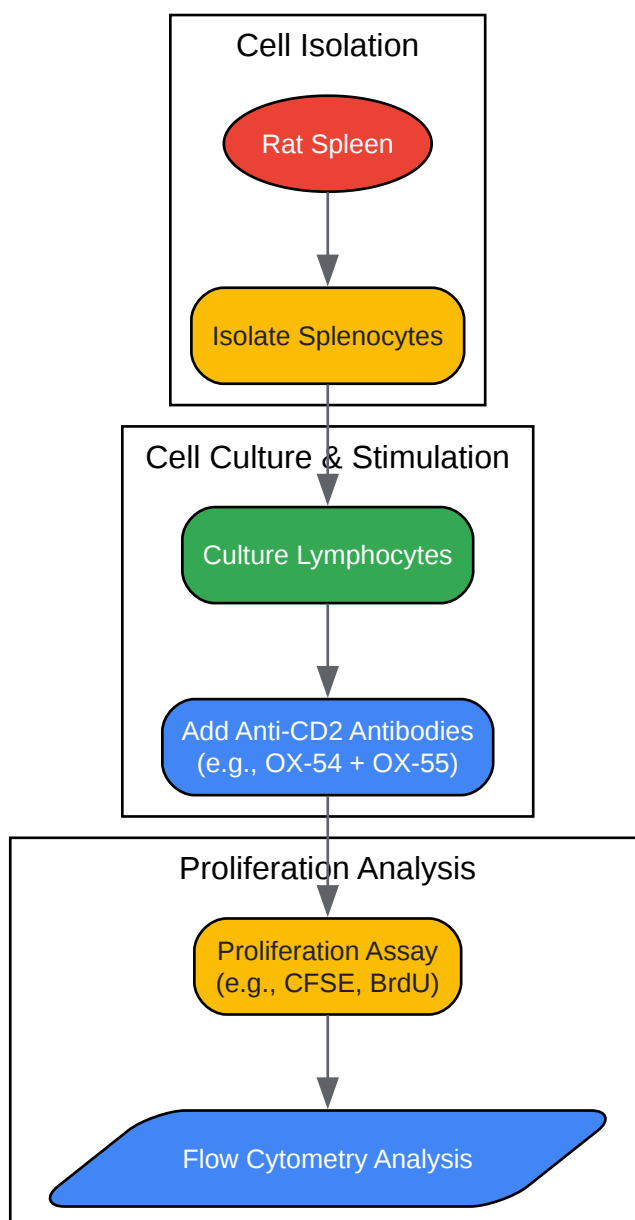 Cell Isolation
Rat Spleen
Isolate Splenocytes
Cell Culture & Stimulation
Culture Lymphocytes
Add Anti-CD2 Antibodies
(e.g., OX-54 + OX-55)
Proliferation Analysis
Proliferation Assay
(e.g., CFSE, BrdU)
Flow Cytometry Analysis